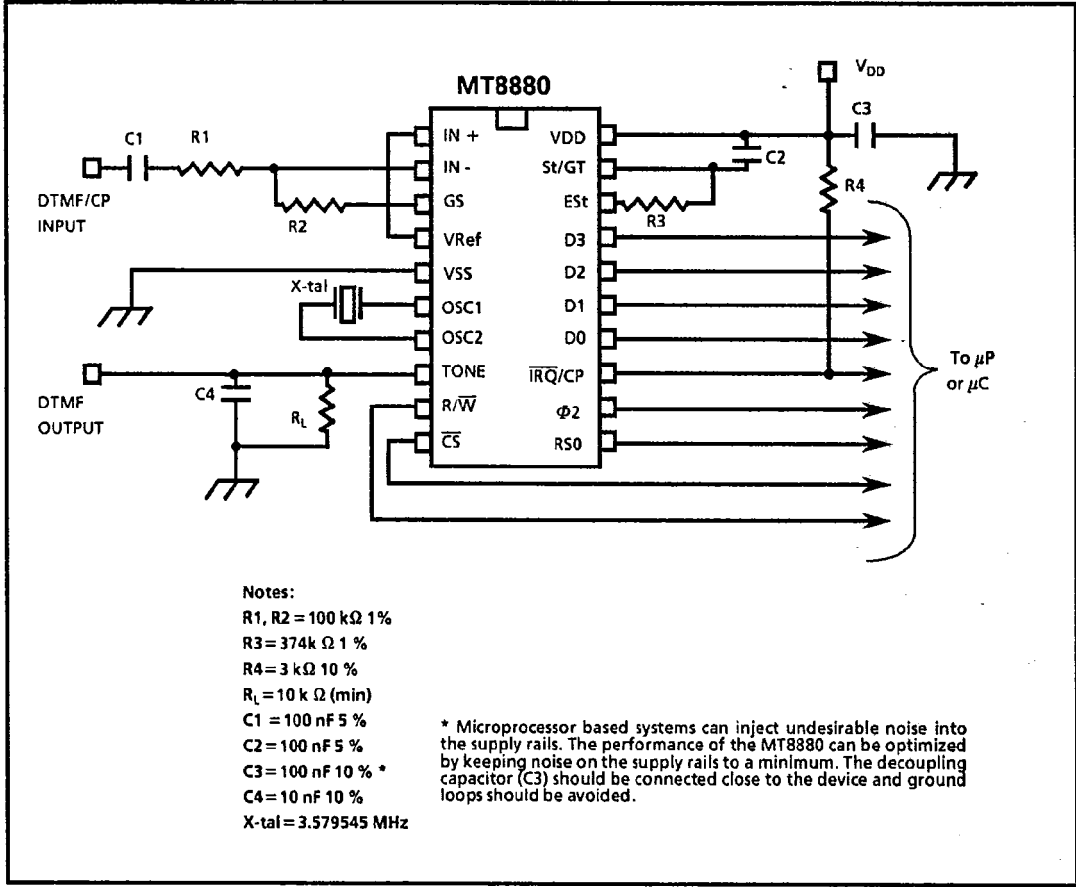 MT8880
VDD
C1
R1
C3
IN +
VDD
IN -
St/GT
C2
DTMF/CP
INPUT
R2
GS
ESt
R3
R4
VRef
D3
VSS
D2
X-tal
OSC1
D1
OSC2
D0
TONE
IRQ/CP
To μP
or μC
DTMF
OUTPUT
C4
RL
R/W
Φ2
CS
RS0
Notes:
R1, R2 = 100 kΩ 1%
R3 = 374k Ω 1 %
R4 = 3 kΩ 10 %
RL = 10 k Ω (min)
C1 = 100 nF 5 %
C2 = 100 nF 5 %
C3 = 100 nF 10 % *
C4 = 10 nF 10 %
X-tal = 3.579545 MHz
* Microprocessor based systems can inject undesirable noise into
the supply rails. The performance of the MT8880 can be optimized
by keeping noise on the supply rails to a minimum. The decoupling
capacitor (C3) should be connected close to the device and ground
loops should be avoided.